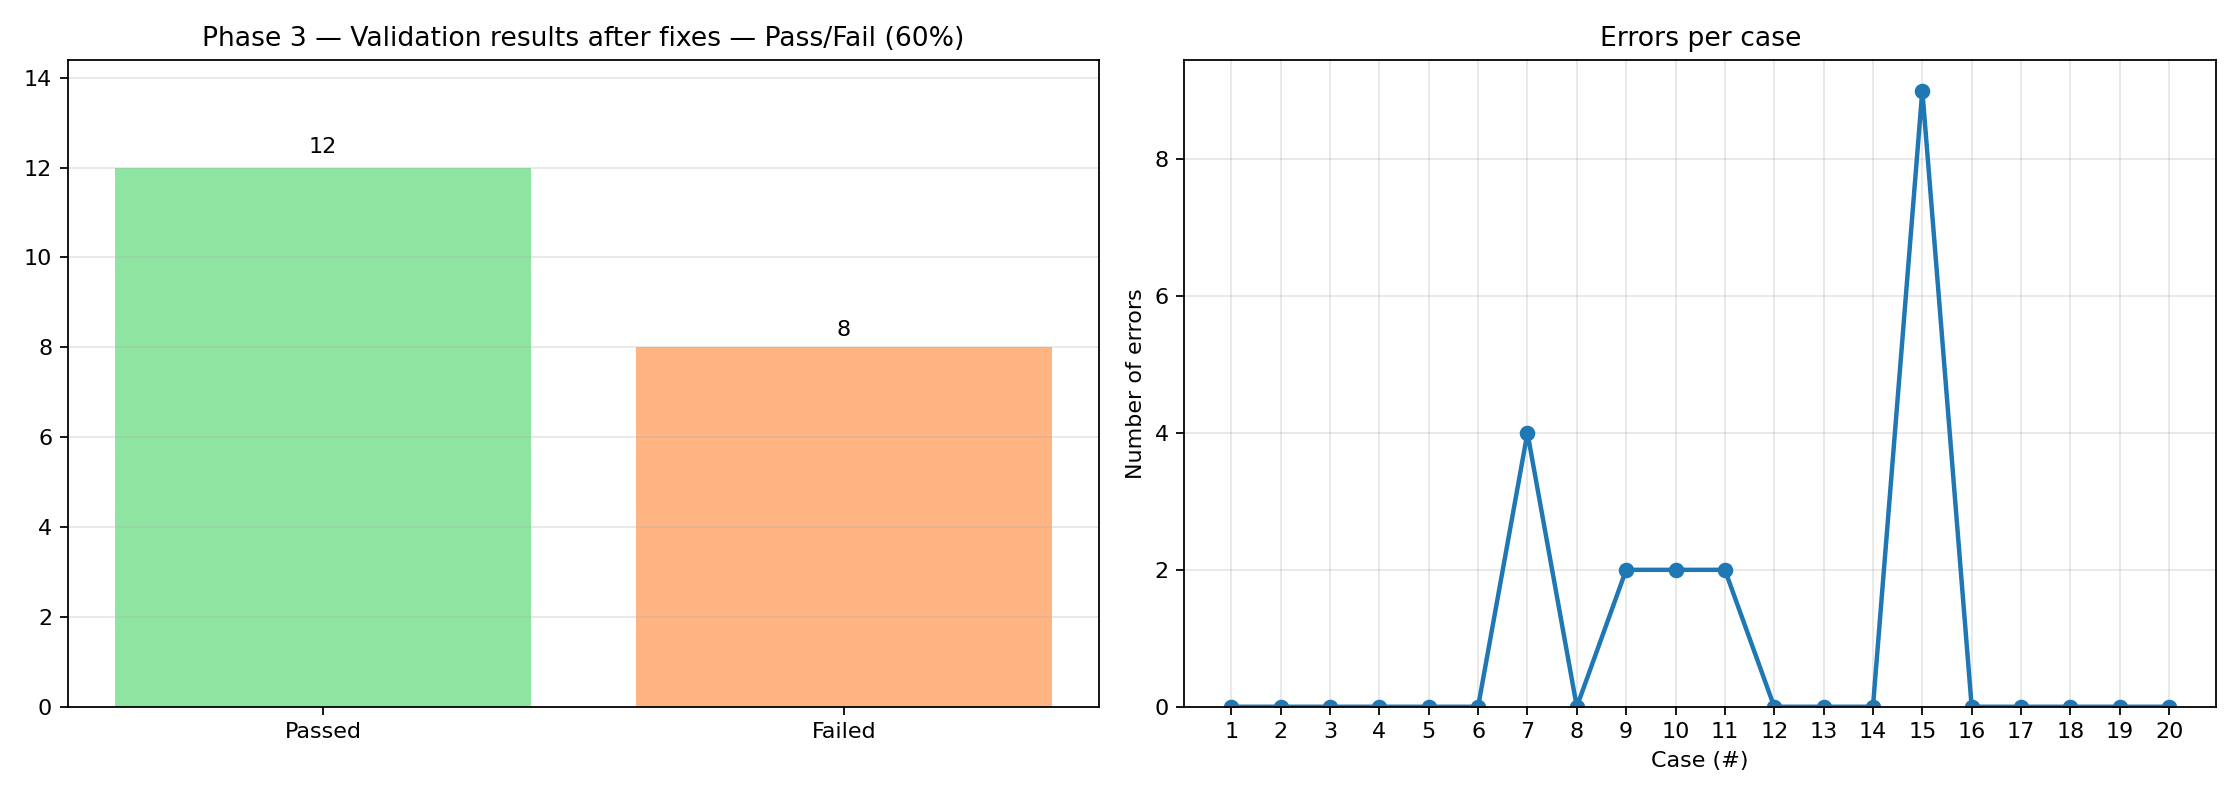 Phase 3 — Validation results after fixes — Pass/Fail (60%)
14
12
10
8
6
4
2
0
12
8
Passed Failed
Errors per case
Number of errors
8
6
4
2
0
1 2 3 4 5 6 7 8 9 10 11 12 13 14 15 16 17 18 19 20
Case (#)